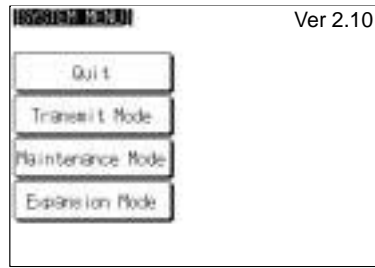 [SYSTEM MENU]
Ver 2.10
Quit
Transmit Mode
Maintenance Mode
Expansion Mode